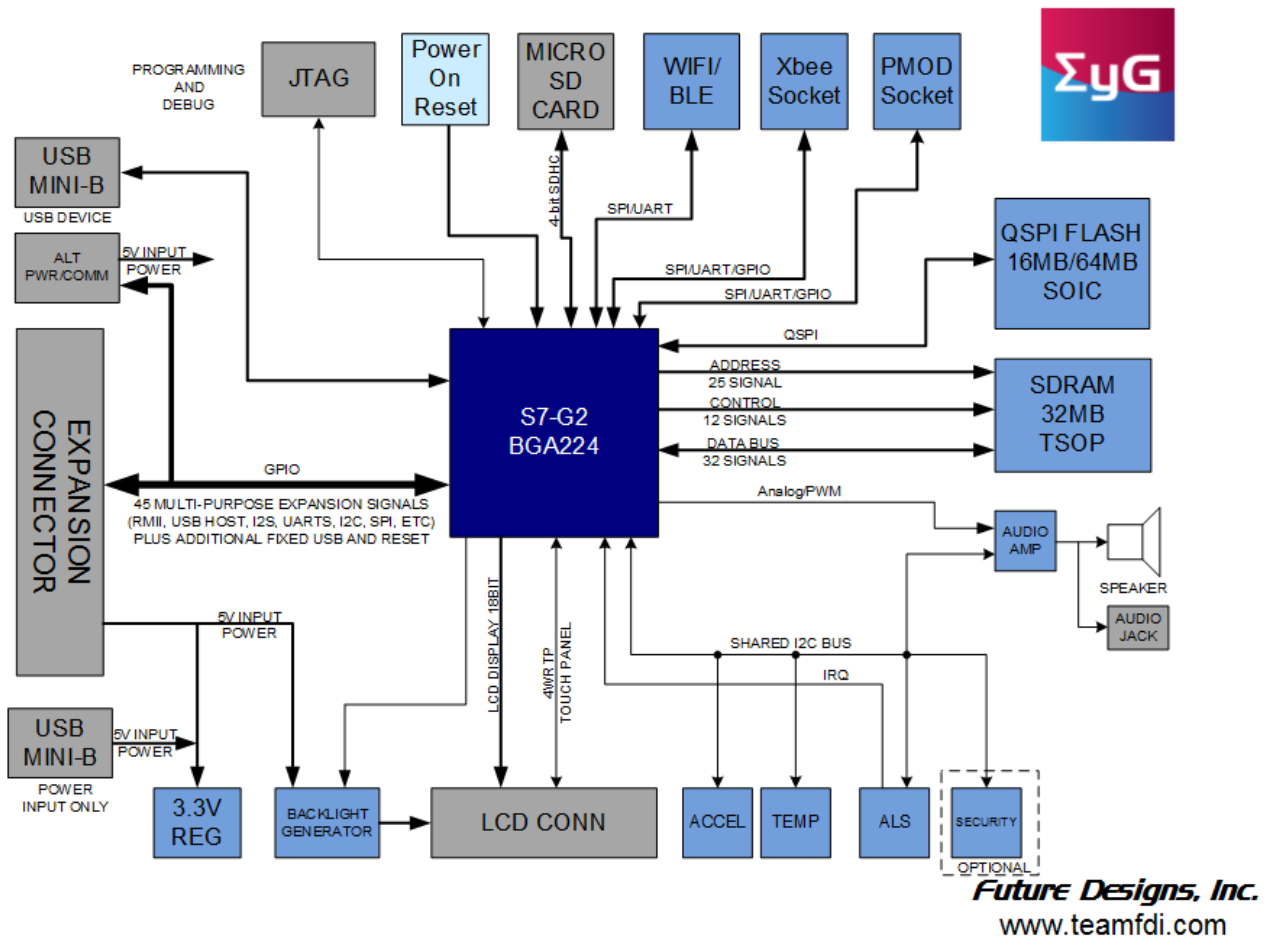 PROGRAMMING
AND
DEBUG
JTAG
Power
On
Reset
MICRO
SD
CARD
WIFI/
BLE
Xbee
Socket
PMOD
Socket
ΣyG
USB
MINI-B
USB DEVICE
4-bit SDHC
SPI/UART
SPI/UART/GPIO
SPI/UART/GPIO
ALT
PWR/COMM
5V INPUT
POWER
QSPI FLASH
16MB/64MB
SOIC
QSPI
EXPANSION
CONNECTOR
S7-G2
BGA224
ADDRESS
25 SIGNAL
CONTROL
12 SIGNALS
DATA BUS
32 SIGNALS
SDRAM
32MB
TSOP
GPIO
45 MULTI-PURPOSE EXPANSION SIGNALS
(RMII, USB HOST, I2S, UARTS, I2C, SPI, ETC)
PLUS ADDITIONAL FIXED USB AND RESET
Analog/PWM
AUDIO
AMP
SPEAKER
AUDIO
JACK
5V INPUT
POWER
LCD DISPLAY 18BIT
4WR TP
TOUCH PANEL
SHARED I2C BUS
IRQ
USB
MINI-B
POWER
INPUT ONLY
5V INPUT
POWER
3.3V
REG
BACKLIGHT
GENERATOR
LCD CONN
ACCEL
TEMP
ALS
SECURITY
OPTIONAL
Future Designs, Inc.
www.teamfdi.com